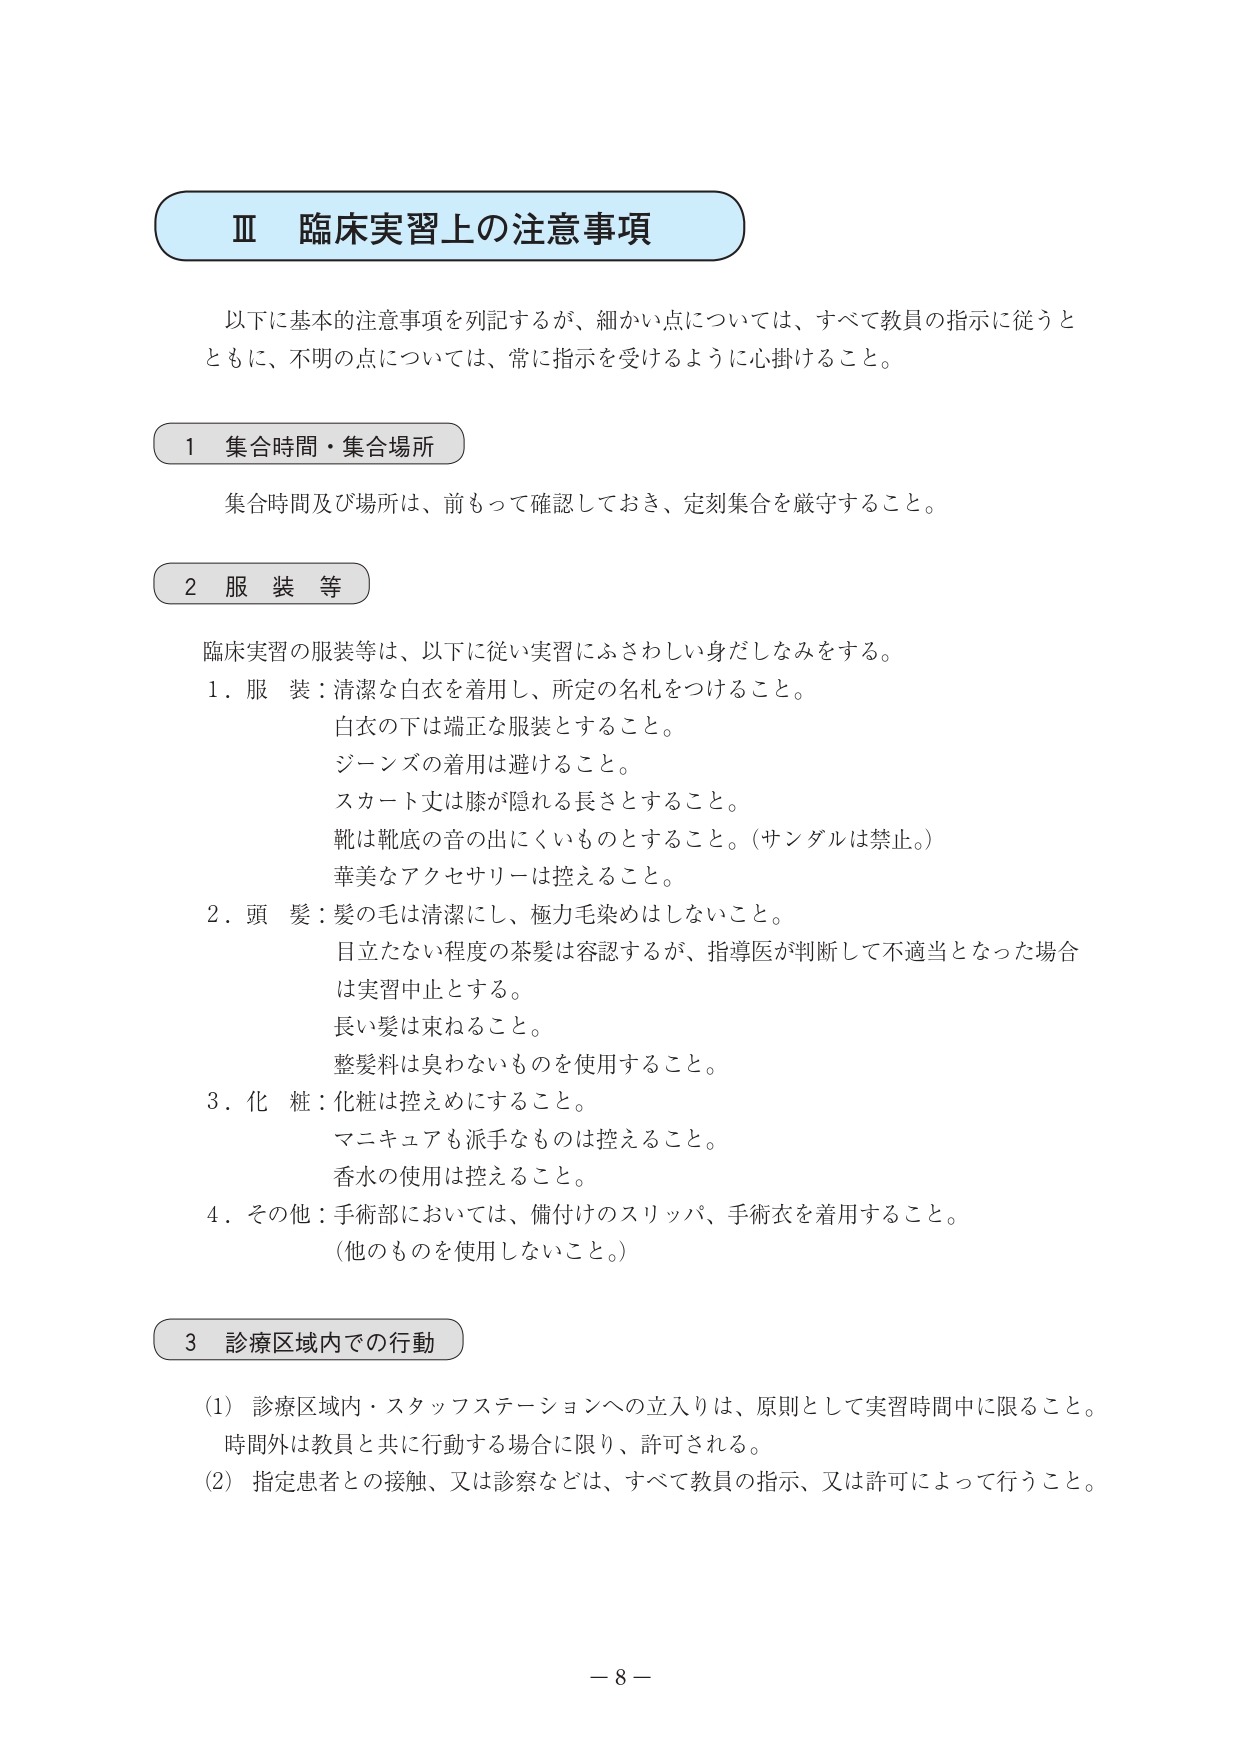 Ⅲ　臨床実習上の注意事項
以下に基本的注意事項を列記するが、細かい点については、すべて教員の指示に従うと
ともに、不明の点については、常に指示を受けるように心掛けること。
1　集合時間・集合場所
集合時間及び場所は、前もって確認しておき、定刻集合を厳守すること。
2　服　装　等
臨床実習の服装等は、以下に従い実習にふさわしい身だしなみをする。
1．服　装：清潔な白衣を着用し、所定の名札をつけること。
白衣の下は端正な服装とすること。
ジーンズの着用は避けること。
スカート丈は膝が隠れる長さとすること。
靴は靴底の音の出にくいものとすること。（サンダルは禁止。）
華美なアクセサリーは控えること。
2．頭　髪：髪の毛は清潔にし、極力毛染めはしないこと。
目立たない程度の茶髪は容認するが、指導医が判断して不適当となった場合
は実習中止とする。
長い髪は束ねること。
整髪料は臭わないものを使用すること。
3．化　粧：化粧は控えめにすること。
マニキュアも派手なものは控えること。
香水の使用は控えること。
4．その他：手術部においては、備付けのスリッパ、手術衣を着用すること。
（他のものを使用しないこと。）
3　診療区域内での行動
(1)　診療区域内・スタッフステーションへの立入りは、原則として実習時間中に限ること。
時間外は教員と共に行動する場合に限り、許可される。
(2)　指定患者との接触、又は診察などは、すべて教員の指示、又は許可によって行うこと。
― 8 ―